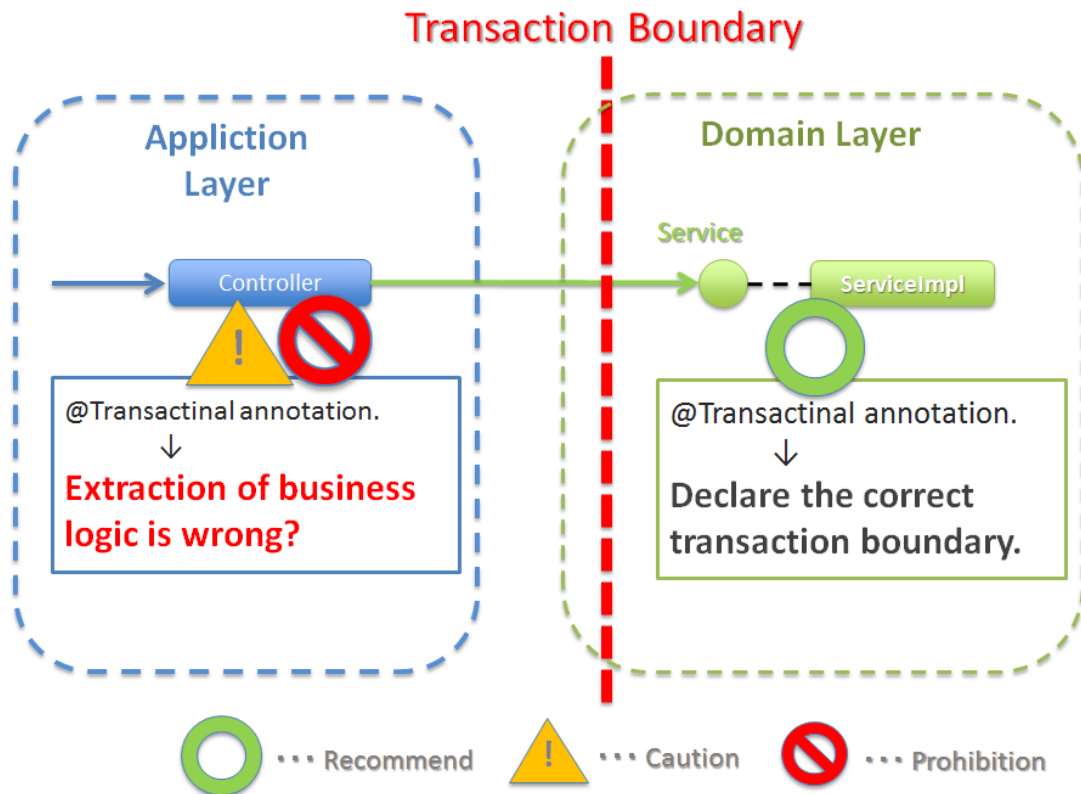 Transaction Boundary
Appliction
Layer
Domain Layer
Service
Controller
ServiceImpl
!
@Transactinal annotation.
↓
Extraction of business
logic is wrong?
@Transactinal annotation.
↓
Declare the correct
transaction boundary.
··· Recommend
! ··· Caution
··· Prohibition